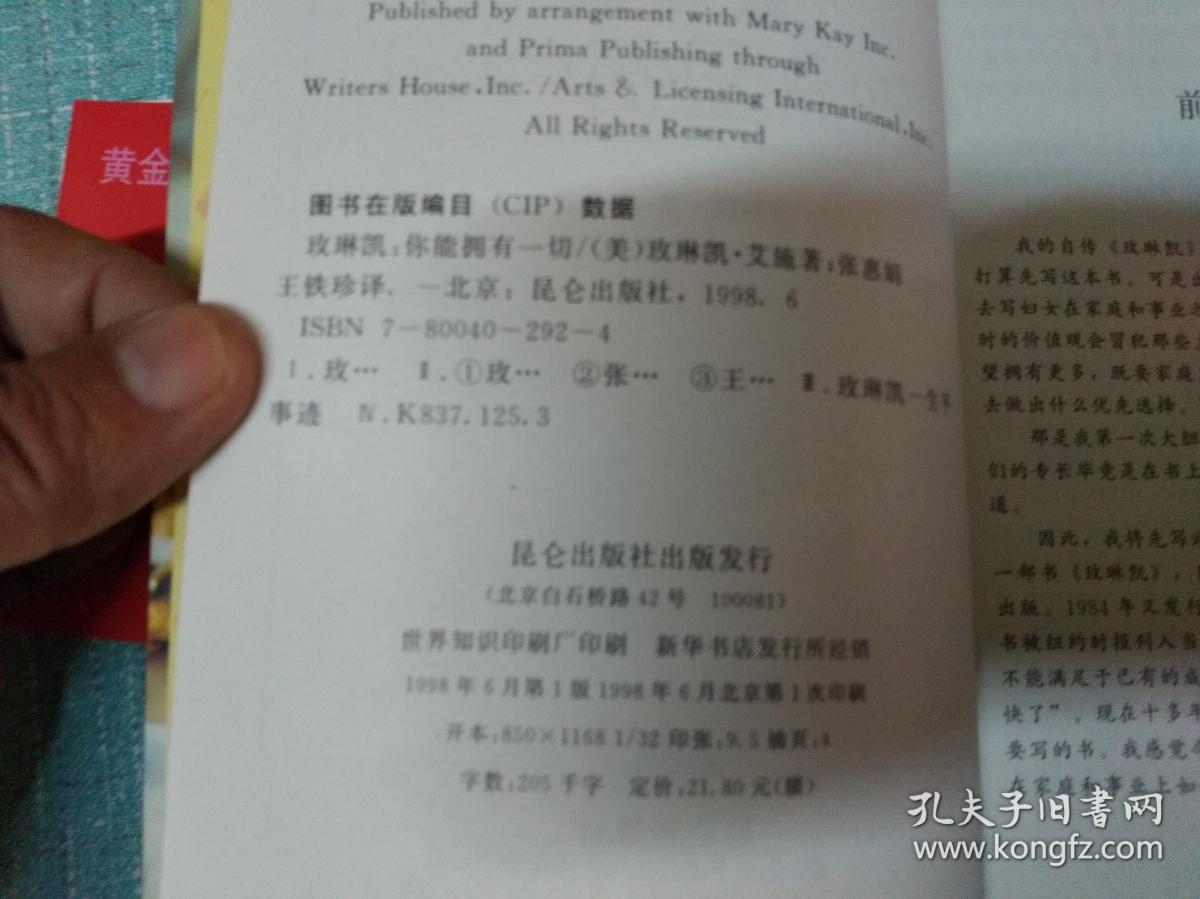 Published by arrangement with Mary Kay Inc.
and Prima Publishing through
Writers House,Inc. /Arts & Licensing International,Inc.
All Rights Reserved
图书在版编目 (CIP) 数据
玫琳凯:你能拥有一切/(美)玫琳凯·艾施著;张惠娟
王铁珍译. —北京: 昆仑出版社, 1998. 6
ISBN 7-80040-292-4
Ⅰ.玫… Ⅱ.①玫… ②张… ③王… Ⅲ.玫琳凯—生平
事迹 Ⅳ.K837.125.3
昆仑出版社出版发行
(北京白石桥路42号 100081)
世界知识印刷厂印刷 新华书店发行所经销
1998年6月第1版 1998年6月北京第1次印刷
开本:850×1168 1/32 印张:9.5 插页:4
字数:205千字 定价:21.80元(膜)
黄金
前
我的自传《玫琳凯》
打算先写这本书。可是
去写妇女在家庭和事业
时的价值观会冒犯那些
望拥有更多,既要家庭
去做出什么优先选择。
那是我第一次大胆
们的专长毕竟是在书上
道。
因此,我将先写
一部书《玫琳凯》,
出版。1984年又发行
书被纽约时报列入当
不能满足于已有的成
快了”。现在十多年
要写的书。我感觉
在家庭和事业上如
孔夫子旧书网
www.kongfz.com